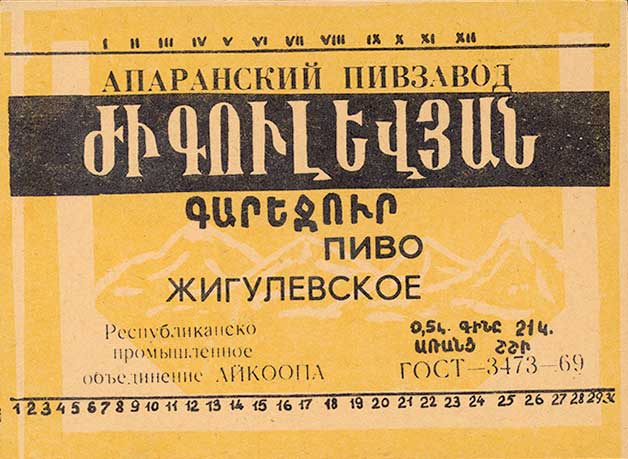 I II III IV V VI VII VIII IX X XI XII
АПАРАНСКИЙ ПИВЗАВОД
ԺԻԳՈՒԼԵՎՅԱՆ
ԳԱՐԵՋՈՒՐ
ПИВО
ЖИГУЛЕВСКОЕ
Республиканско
промышленное
объединение АЙКООПА
0,5Լ. ԳԻՆԸ 21Կ.
ԱՌԱՆՑ ՇՇԻ
ГОСТ—3473—69
1 2 3 4 5 6 7 8 9 10 11 12 13 14 15 16 17 18 19 20 21 22 23 24 25 26 27 28 29 30